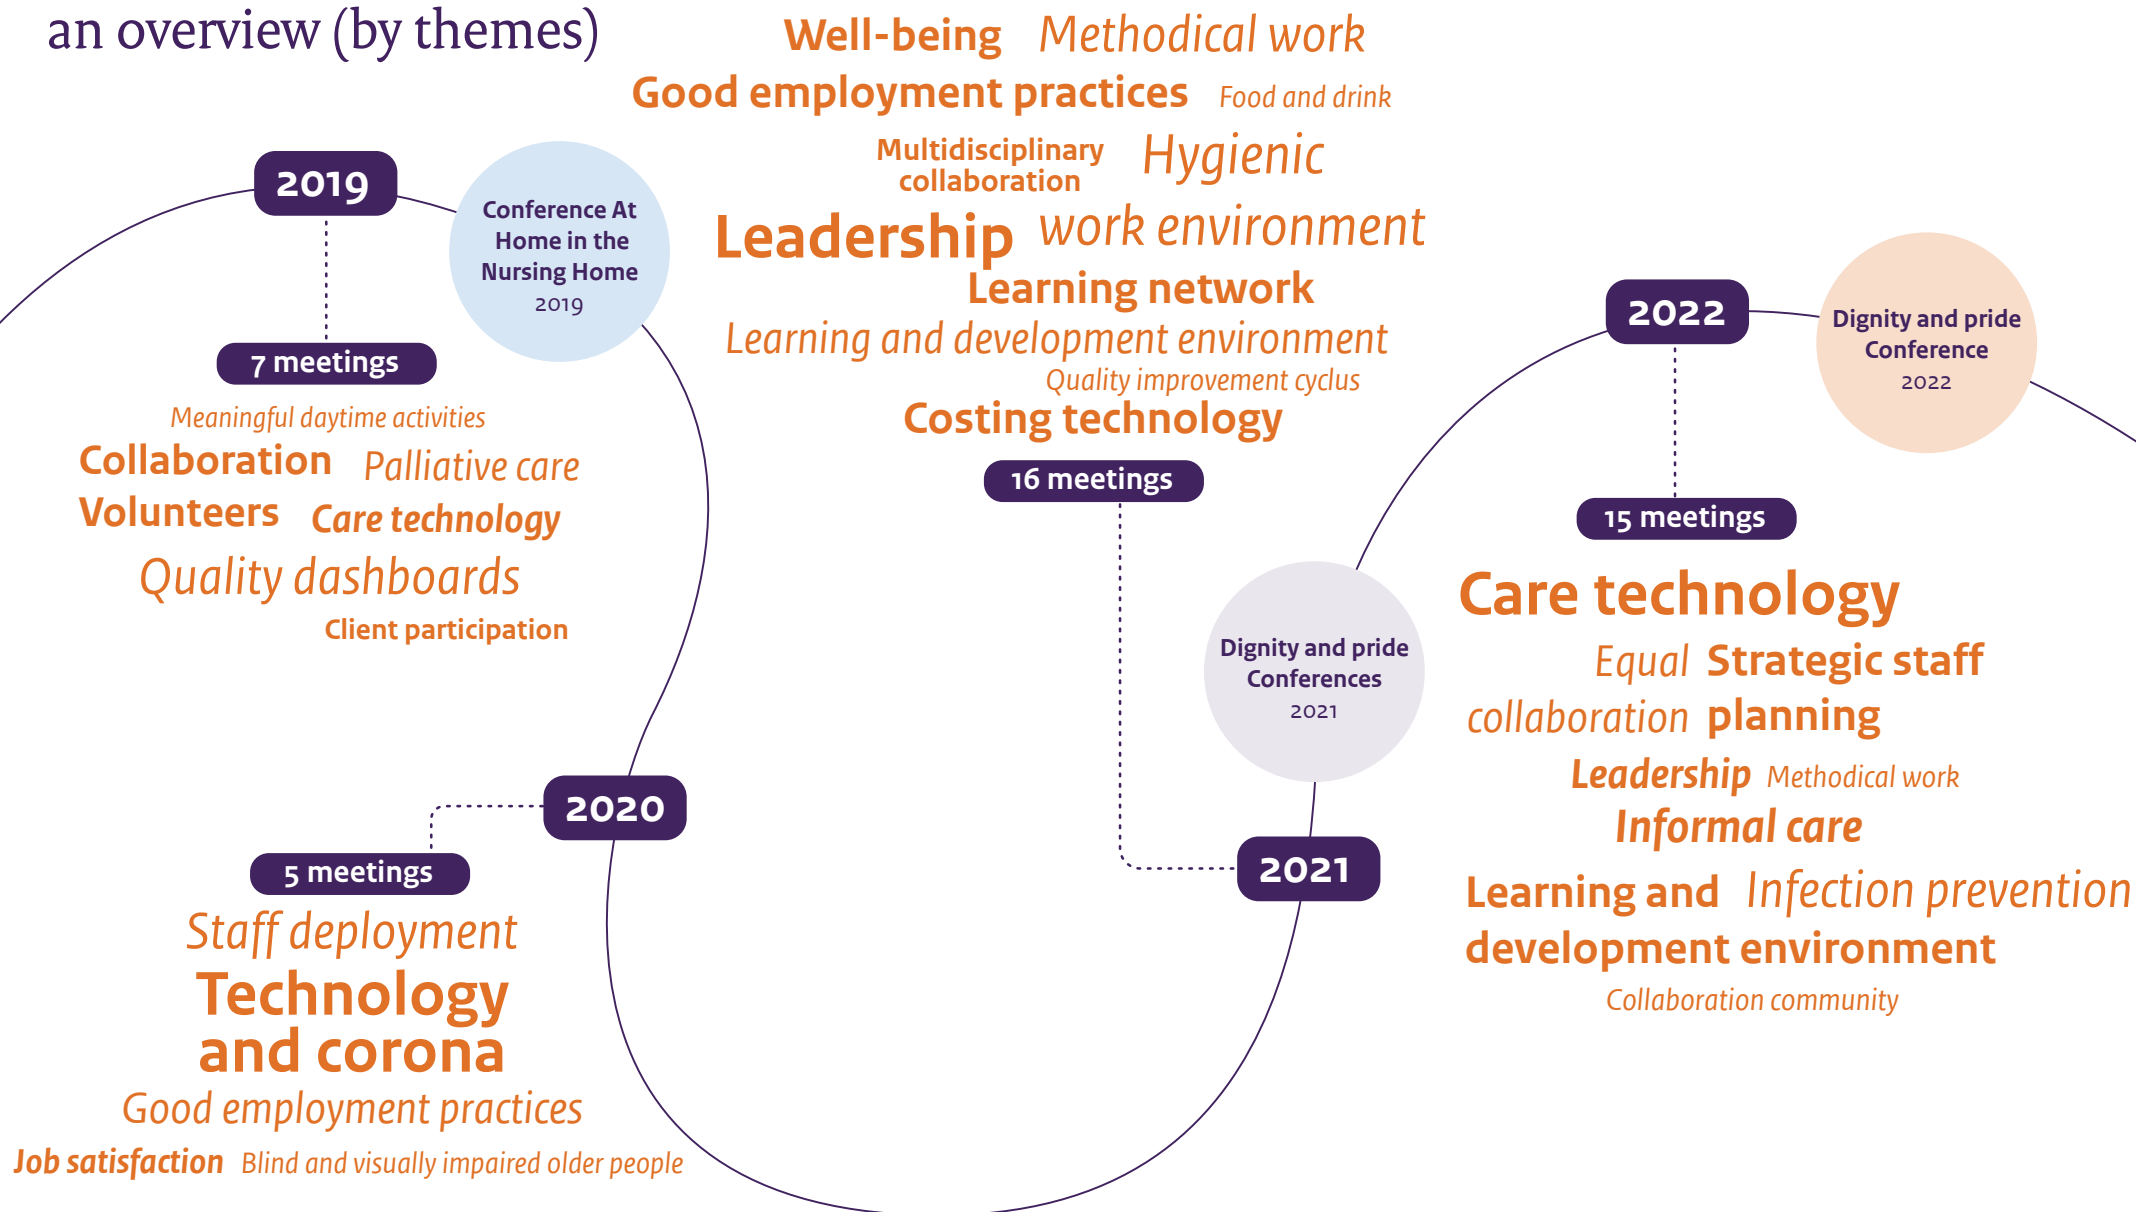 an overview (by themes)
2019
Conference At
Home in the
Nursing Home
2019
7 meetings
Meaningful daytime activities
Collaboration Palliative care
Volunteers Care technology
Quality dashboards
Client participation
2020
5 meetings
Staff deployment
Technology
and corona
Good employment practices
Job satisfaction Blind and visually impaired older people
Well-being Methodical work
Good employment practices Food and drink
Multidisciplinary
collaboration
Hygienic
Leadership work environment
Learning network
Learning and development environment
Quality improvement cyclus
Costing technology
16 meetings
Dignity and pride
Conferences
2021
2021
2022
Dignity and pride
Conference
2022
15 meetings
Care technology
Equal Strategic staff
collaboration planning
Leadership Methodical work
Informal care
Learning and Infection prevention
development environment
Collaboration community